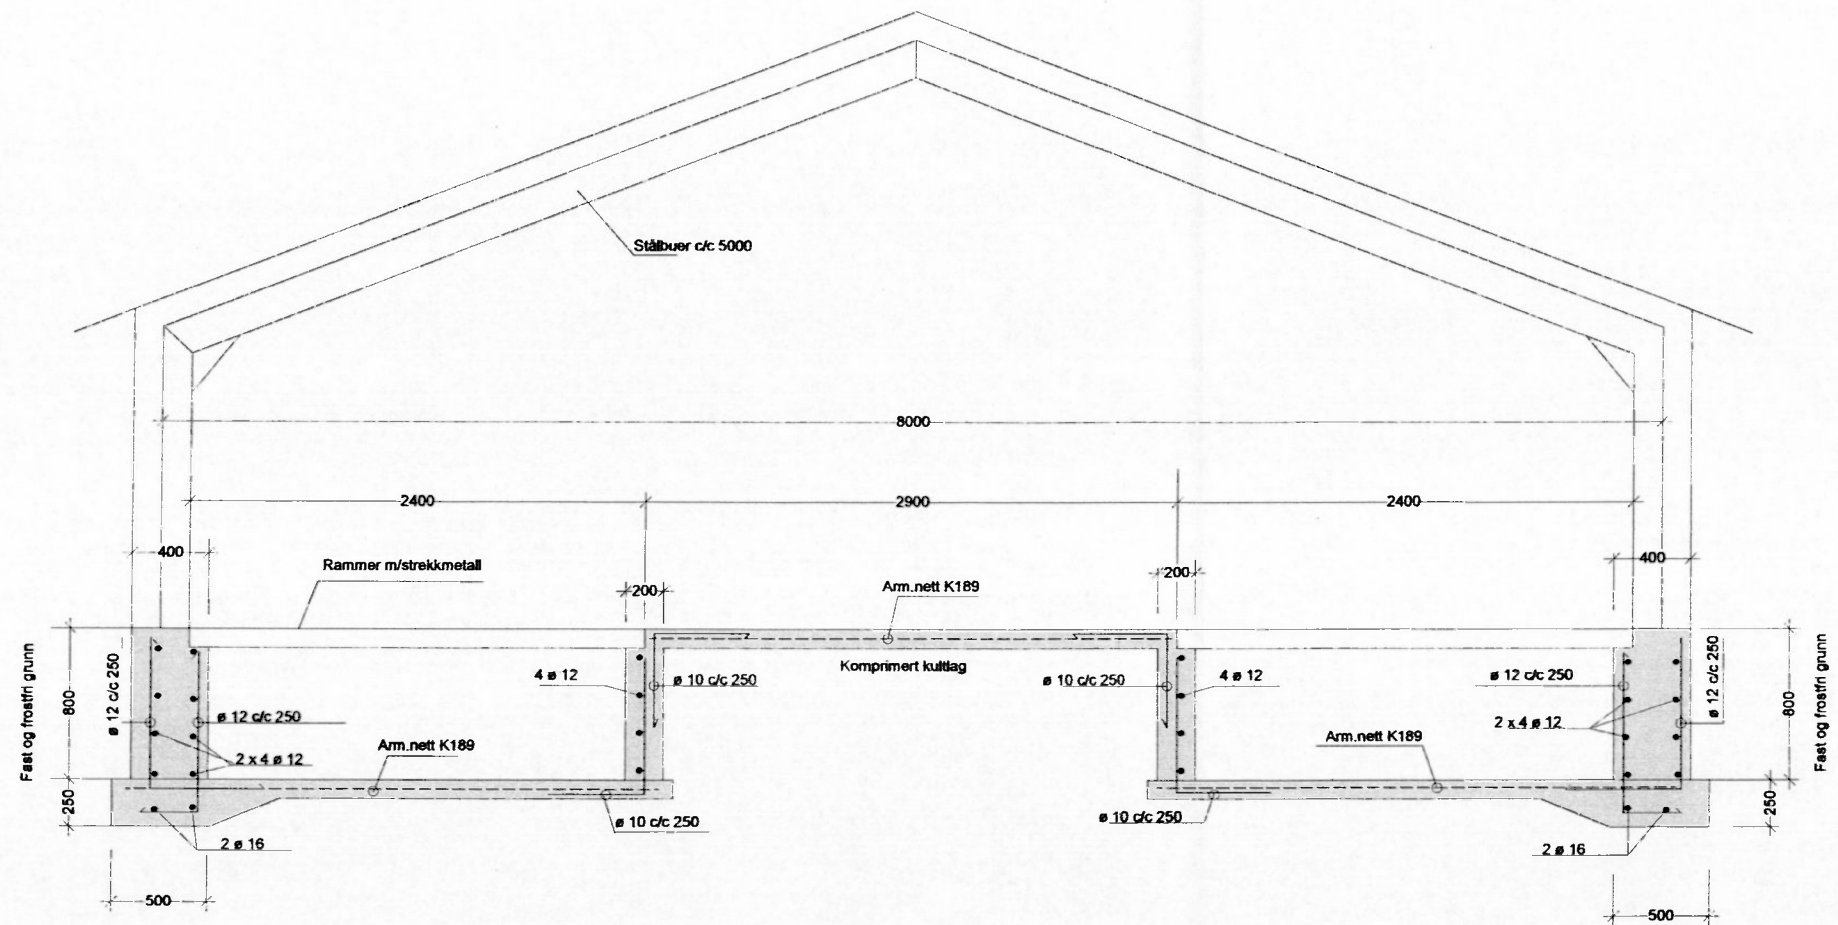 Stålbuer c/c 5000
8000
2400
2900
2400
400
400
Rammer m/strekkmetall
200
Arm.nett K189
200
Fast og frostfri grunn
800
ø 12 c/c 250
4 ø 12
ø 10 c/c 250
Komprimert kultlag
ø 10 c/c 250
4 ø 12
ø 12 c/c 250
ø 12 c/c 250
800
Fast og frostfri grunn
ø 12 c/c 250
2 x 4 ø 12
Arm.nett K189
Arm.nett K189
2 x 4 ø 12
250
250
ø 10 c/c 250
ø 10 c/c 250
2 ø 16
2 ø 16
500
500